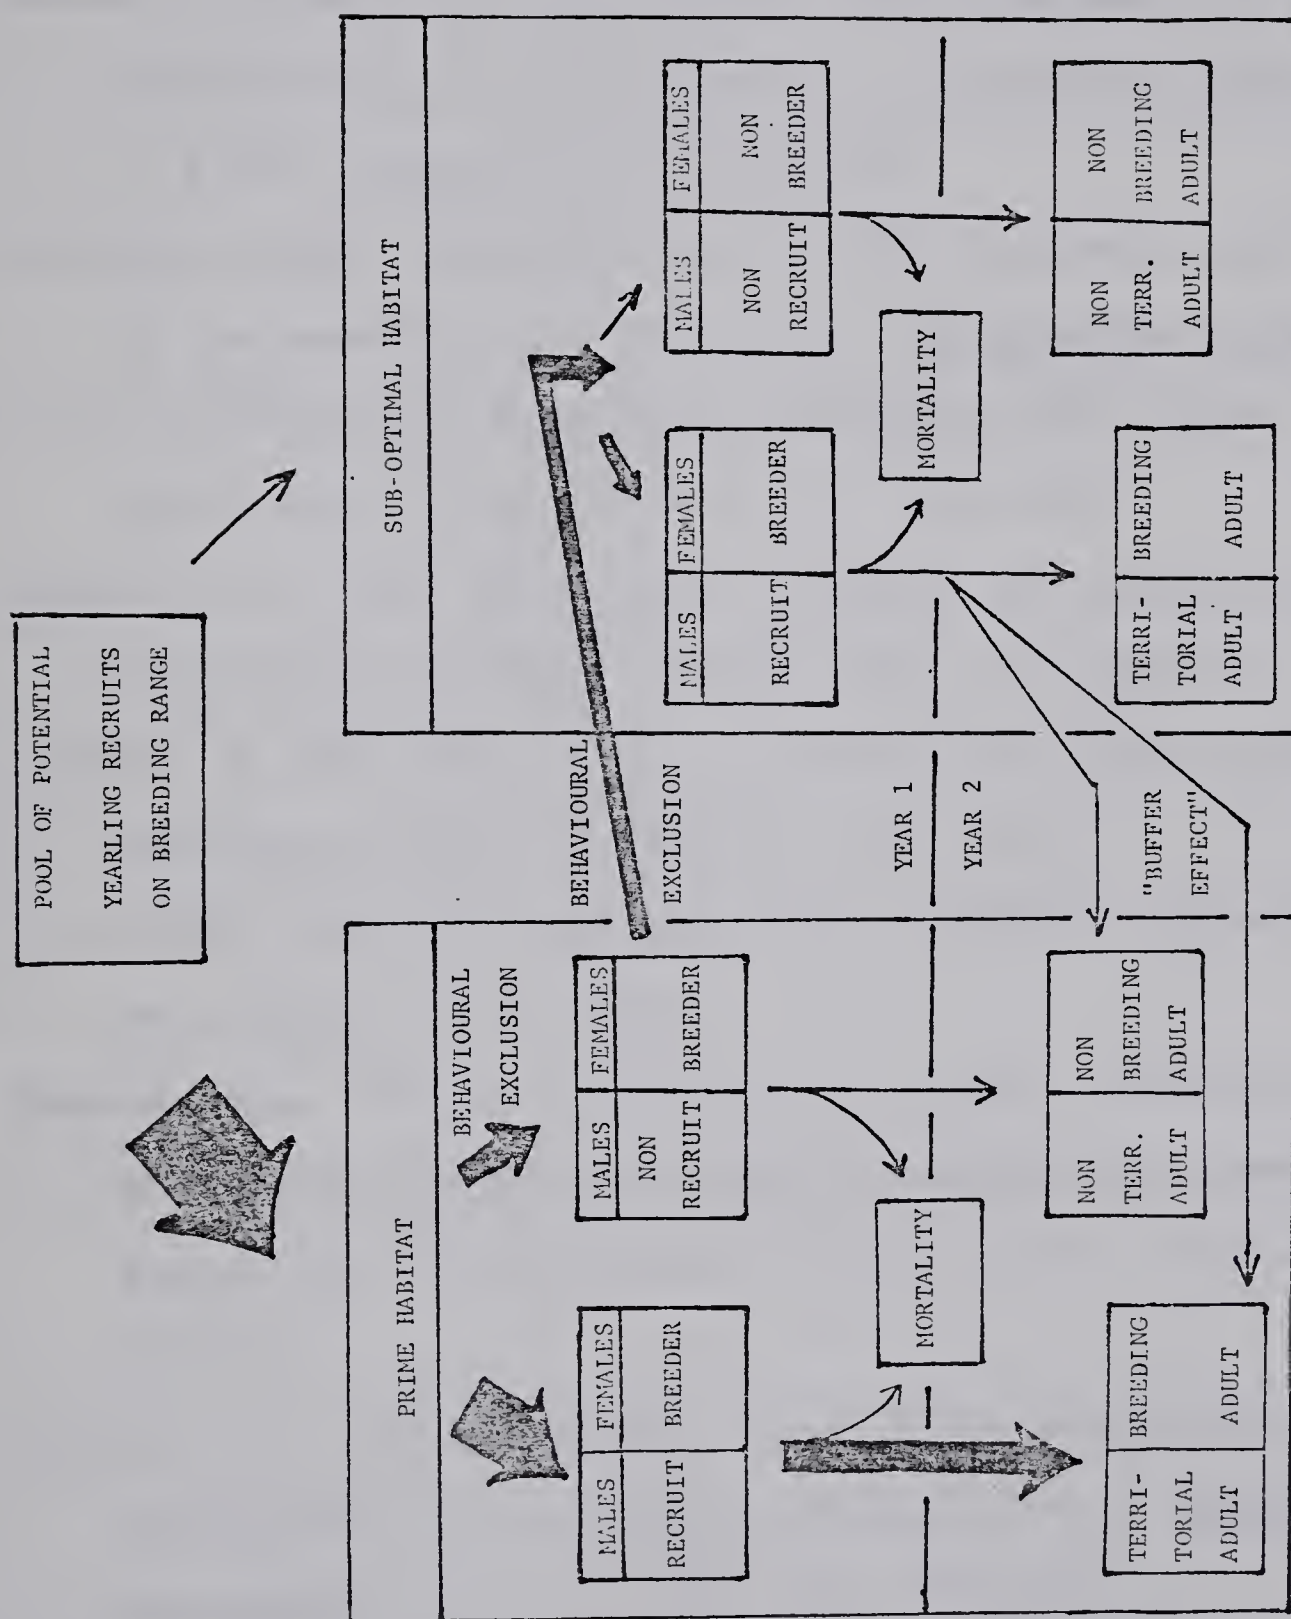 POOL OF POTENTIAL
YEARLING RECRUITS
ON BREEDING RANGE
PRIME HABITAT
BEHAVIOURAL
EXCLUSION
MALES FEMALES
RECRUIT BREEDER
MALES FEMALES
NON
RECRUIT BREEDER
MORTALITY
TERRI-
TORIAL
ADULT
BREEDING
ADULT
NON
TERR.
ADULT
NON
BREEDING
ADULT
BEHAVIOURAL
EXCLUSION
YEAR 1
YEAR 2
"BUFFER
EFFECT"
SUB-OPTIMAL HABITAT
MALES FEMALES
RECRUIT BREEDER
MALES FEMALES
NON
RECRUIT
NON
BREEDER
MORTALITY
TERRI-
TORIAL
ADULT
BREEDING
ADULT
NON
TERR.
ADULT
NON
BREEDING
ADULT